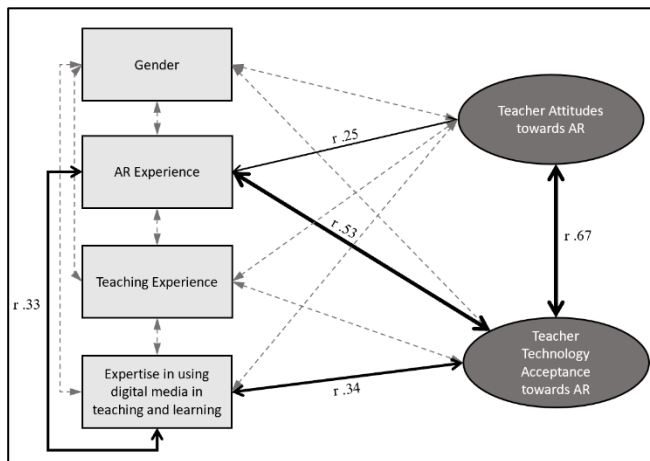 Gender
Teacher Attitudes
towards AR
r .25
AR Experience
r .53
r .67
Teaching Experience
r .33
Teacher
Technology
Acceptance
towards AR
Expertise in using
digital media in
teaching and learning
r .34